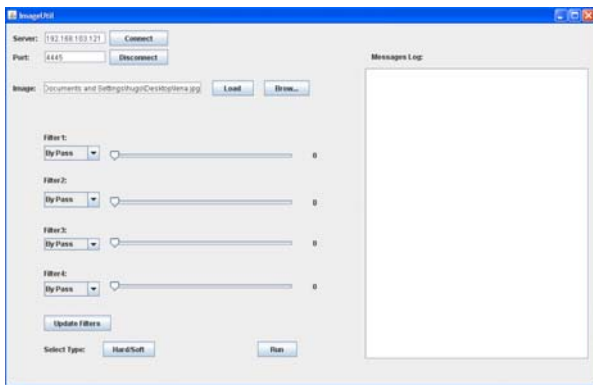 ImageUtil
Server: 192.168.103.121 Connect
Port: 4445 Disconnect
Messages Log:
Image: Documents and Settings\hugo\Desktop\lena.jpg Load Brow...
Filter1:
By Pass 0
Filter2:
By Pass 0
Filter3:
By Pass 0
Filter4:
By Pass 0
Update Filters
Select Type: Hard/Soft Run